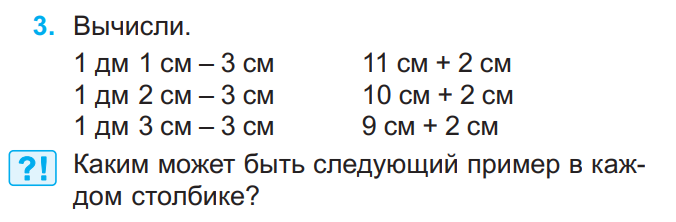 3. Вычисли.
1 дм 1 см – 3 см 11 см + 2 см
1 дм 2 см – 3 см 10 см + 2 см
1 дм 3 см – 3 см 9 см + 2 см
?! Каким может быть следующий пример в каж-
дом столбике?